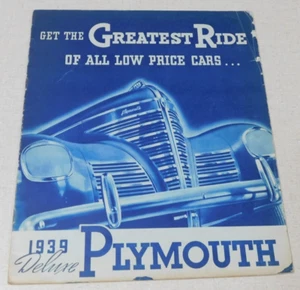 GET THE GREATEST RIDE
OF ALL LOW PRICE CARS...
1939
Deluxe
PLYMOUTH